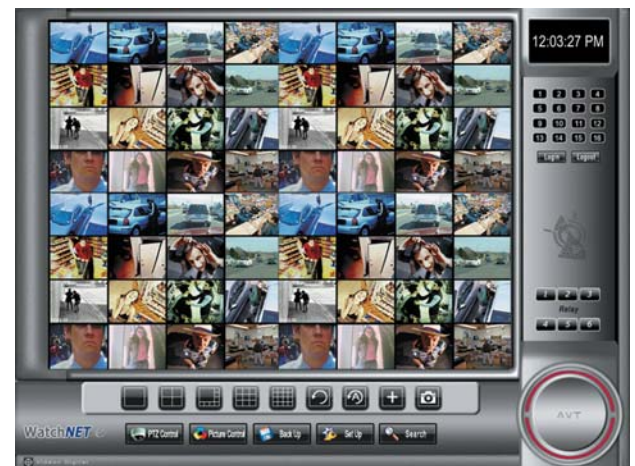 12:03:27 PM
1 2 3 4
5 6 7 8
9 10 11 12
13 14 15 16
Login Logout
1 2 3
Relay
4 5 6
AVT
WatchNET
PTZ Control Picture Control Back Up Set Up Search